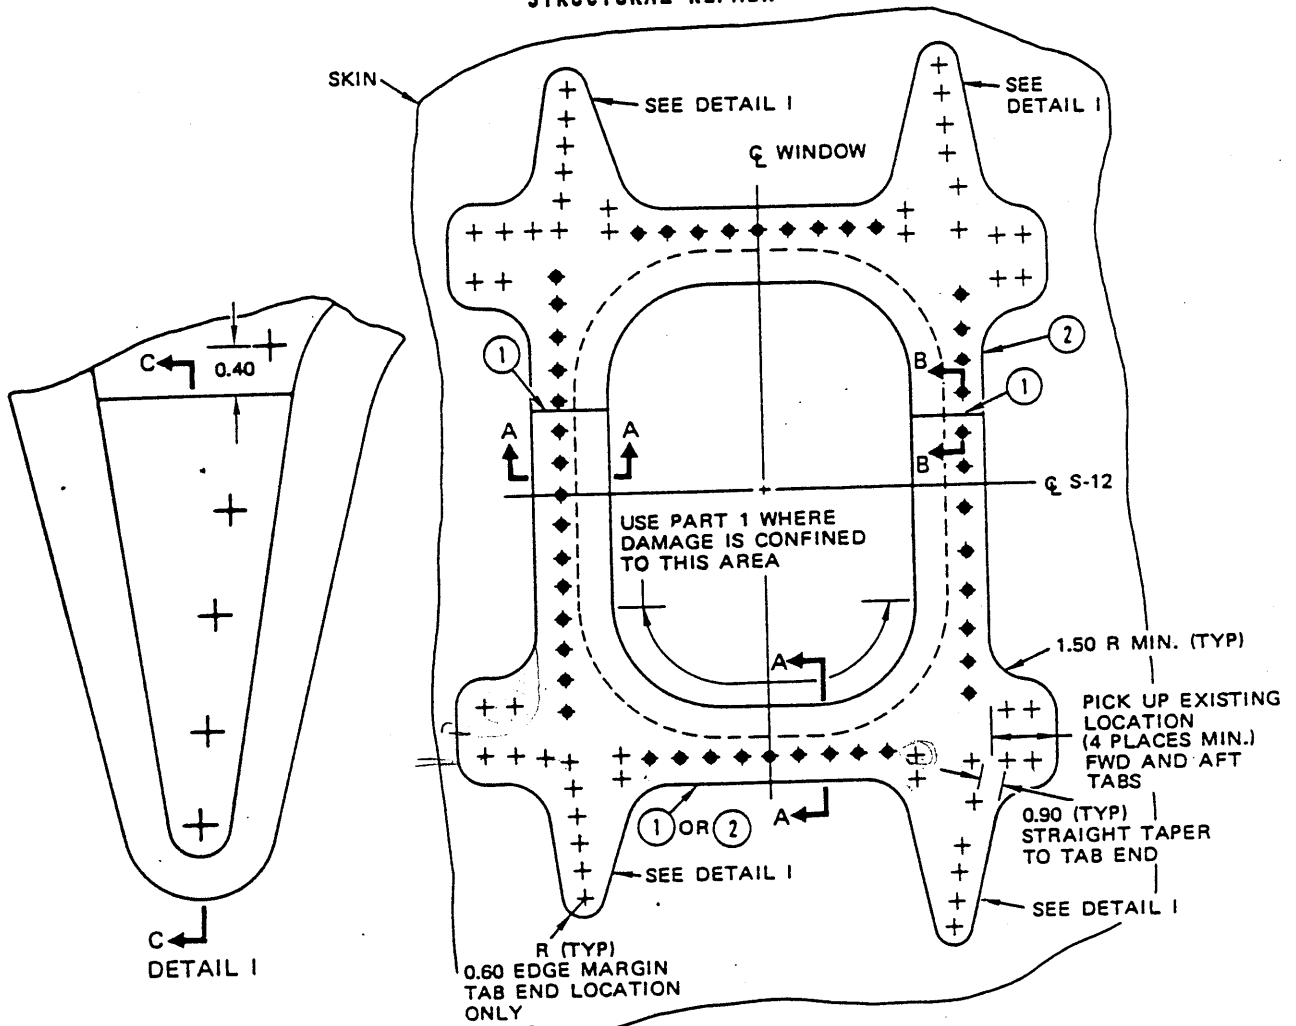 STRUCTURAL REPAIR
SKIN
SEE DETAIL I
SEE
DETAIL I
℄ WINDOW
1
2
1
C
0.40
B
A
A
B
℄ S-12
USE PART 1 WHERE
DAMAGE IS CONFINED
TO THIS AREA
A
1.50 R MIN. (TYP)
PICK UP EXISTING
LOCATION
(4 PLACES MIN.)
FWD AND AFT
TABS
A
1 OR 2
0.90 (TYP)
STRAIGHT TAPER
TO TAB END
SEE DETAIL I
SEE DETAIL I
C
DETAIL I
R (TYP)
0.60 EDGE MARGIN
TAB END LOCATION
ONLY